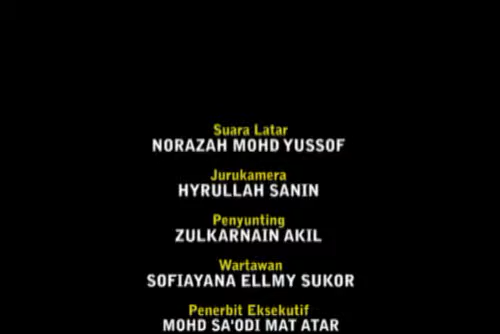 Suara Latar
NORAZAH MOHD YUSSOF
Jurukamera
HYRULLAH SANIN
Penyunting
ZULKARNAIN AKIL
Wartawan
SOFIAYANA ELLMY SUKOR
Penerbit Eksekutif
MOHD SA'ODI MAT ATAR